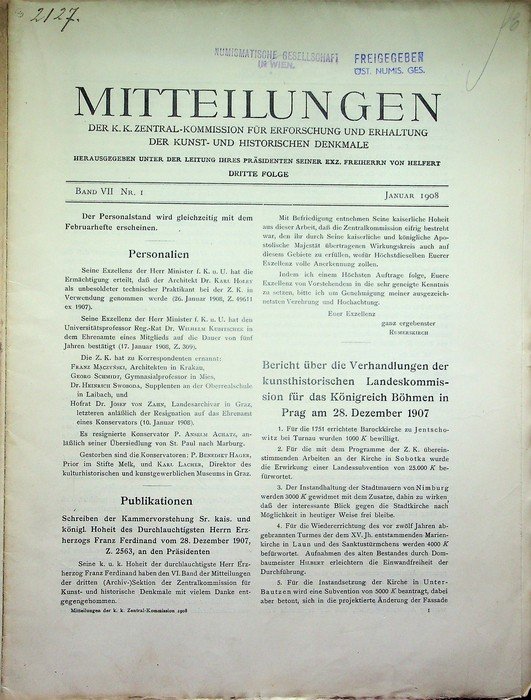 2127.
NUMISMATISCHE GESELLSCHAFT
IN WIEN.
FREIGEGEBEN
ÖST. NUMIS. GES.
MITTEILUNGEN
DER K. K. ZENTRAL-KOMMISSION FÜR ERFORSCHUNG UND ERHALTUNG
DER KUNST- UND HISTORISCHEN DENKMALE
HERAUSGEGEBEN UNTER DER LEITUNG IHRES PRÄSIDENTEN SEINER EXZ. FREIHERRN VON HELFERT
DRITTE FOLGE
BAND VII NR. 1
JANUAR 1908
Der Personalstand wird gleichzeitig mit dem
Februarhefte erscheinen.
Personalien
Seine Exzellenz der Herr Minister f. K. u. U. hat die
Ermächtigung erteilt, daß der Architekt Dr. KARL HOLEY
als unbesoldeter technischer Praktikant bei der Z. K. in
Verwendung genommen werde (26. Januar 1908, Z. 49611
ex 1907).
Seine Exzellenz der Herr Minister f. K. u. U. hat den
Universitätsprofessor Reg.-Rat Dr. WILHELM KUBITSCHEK in
dem Ehrenamte eines Mitglieds auf die Dauer von fünf
Jahren bestätigt (17. Januar 1908, Z. 309).
Die Z. K. hat zu Korrespondenten ernannt:
FRANZ MĄCZYŃSKI, Architekten in Krakau,
GEORG SCHMIDT, Gymnasialprofessor in Mies,
Dr. HEINRICH SWOBODA, Supplenten an der Oberrealschule
in Laibach, und
Hofrat Dr. JOSEF VON ZAHN, Landesarchivar in Graz,
letzteren anläßlich der Resignation auf das Ehrenamt
eines Konservators (10. Januar 1908).
Es resignierte Konservator P. ANSELM ACHATZ, an-
läßlich seiner Übersiedlung von St. Paul nach Marburg.
Gestorben sind die Konservatoren: P. BENEDIKT HAGER,
Prior im Stifte Melk, und KARL LACHER, Direktor des
kulturhistorischen und kunstgewerblichen Museums in Graz.
Publikationen
Schreiben der Kammervorstehung Sr. kais. und
königl. Hoheit des Durchlauchtigsten Herrn Erz-
herzogs Franz Ferdinand vom 28. Dezember 1907,
Z. 2563, an den Präsidenten
Seine k. u. k. Hoheit der durchlauchtigste Herr Erz-
herzog Franz Ferdinand haben den VI. Band der Mitteilungen
der dritten (Archiv-)Sektion der Zentralkommission für
Kunst- und historische Denkmale mit vielem Danke ent-
gegengenommen.
Mitteilungen der k. k. Zentral-Kommission 1908
Mit Befriedigung entnehmen Seine kaiserliche Hoheit
aus dieser Arbeit, daß die Zentralkommission eifrig bestrebt
war, den ihr durch Seine kaiserliche und königliche Apo-
stolische Majestät übertragenen Wirkungskreis auch auf
diesem Gebiete zu erfüllen, wofür Höchstdieselben Euerer
Exzellenz volle Anerkennung zollen.
Indem ich einem Höchsten Auftrage folge, Euere
Exzellenz von Vorstehendem in die sehr geneigte Kenntnis
zu setzen, bitte ich um Genehmigung meiner ausgezeich-
netsten Verehrung und Hochachtung.
Euer Exzellenz
ganz ergebenster
RUMERSKIRCH
Bericht über die Verhandlungen der
kunsthistorischen Landeskommis-
sion für das Königreich Böhmen in
Prag am 28. Dezember 1907
1. Für die 1751 errichtete Barockkirche zu Jentscho-
witz bei Turnau wurden 1000 K bewilligt.
2. Für die mit dem Programme der Z. K. überein-
stimmenden Arbeiten an der Kirche in Sobotka wurde
die Erwirkung einer Landessubvention von 25.000 K be-
fürwortet.
3. Der Instandhaltung der Stadtmauern von Nimburg
werden 3000 K gewidmet mit dem Zusatze, dahin zu wirken
daß der interessante Blick gegen die Stadtkirche nach
Möglichkeit in heutiger Weise frei bleibe.
4. Für die Wiedererrichtung des vor zwölf Jahren ab-
gebrannten Turmes der dem XV. Jh. entstammenden Marien-
kirche in Laun und des Sanktustürmchens werden 4000 K
befürwortet. Aufnahmen des alten Bestandes durch Dom-
baumeister HILBERT erleichtern die Einwandfreiheit der
Durchführung.
5. Für die Instandsetzung der Kirche in Unter-
Bautzen wird eine Subvention von 5000 K beantragt, dabei
aber betont, sich in die projektierte Änderung der Fassade
1